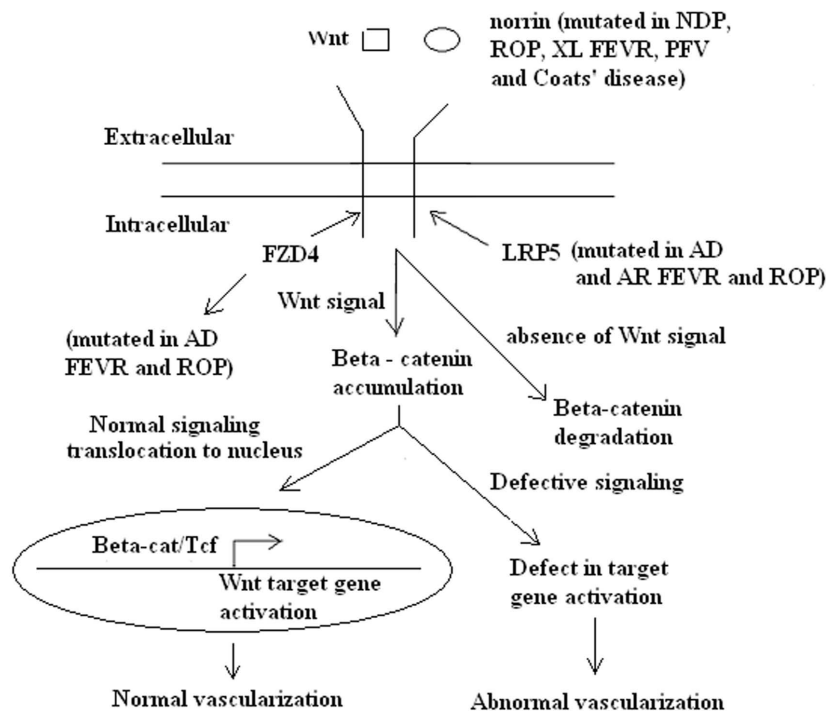 Wnt
norrin (mutated in NDP,
ROP, XL FEVR, PFV
and Coats' disease)
Extracellular
Intracellular
FZD4
LRP5 (mutated in AD
and AR FEVR and ROP)
Wnt signal
(mutated in AD
FEVR and ROP)
absence of Wnt signal
Beta - catenin
accumulation
Beta-catenin
degradation
Normal signaling
translocation to nucleus
Defective signaling
Beta-cat/Tcf
Wnt target gene
activation
Defect in target
gene activation
Normal vascularization
Abnormal vascularization